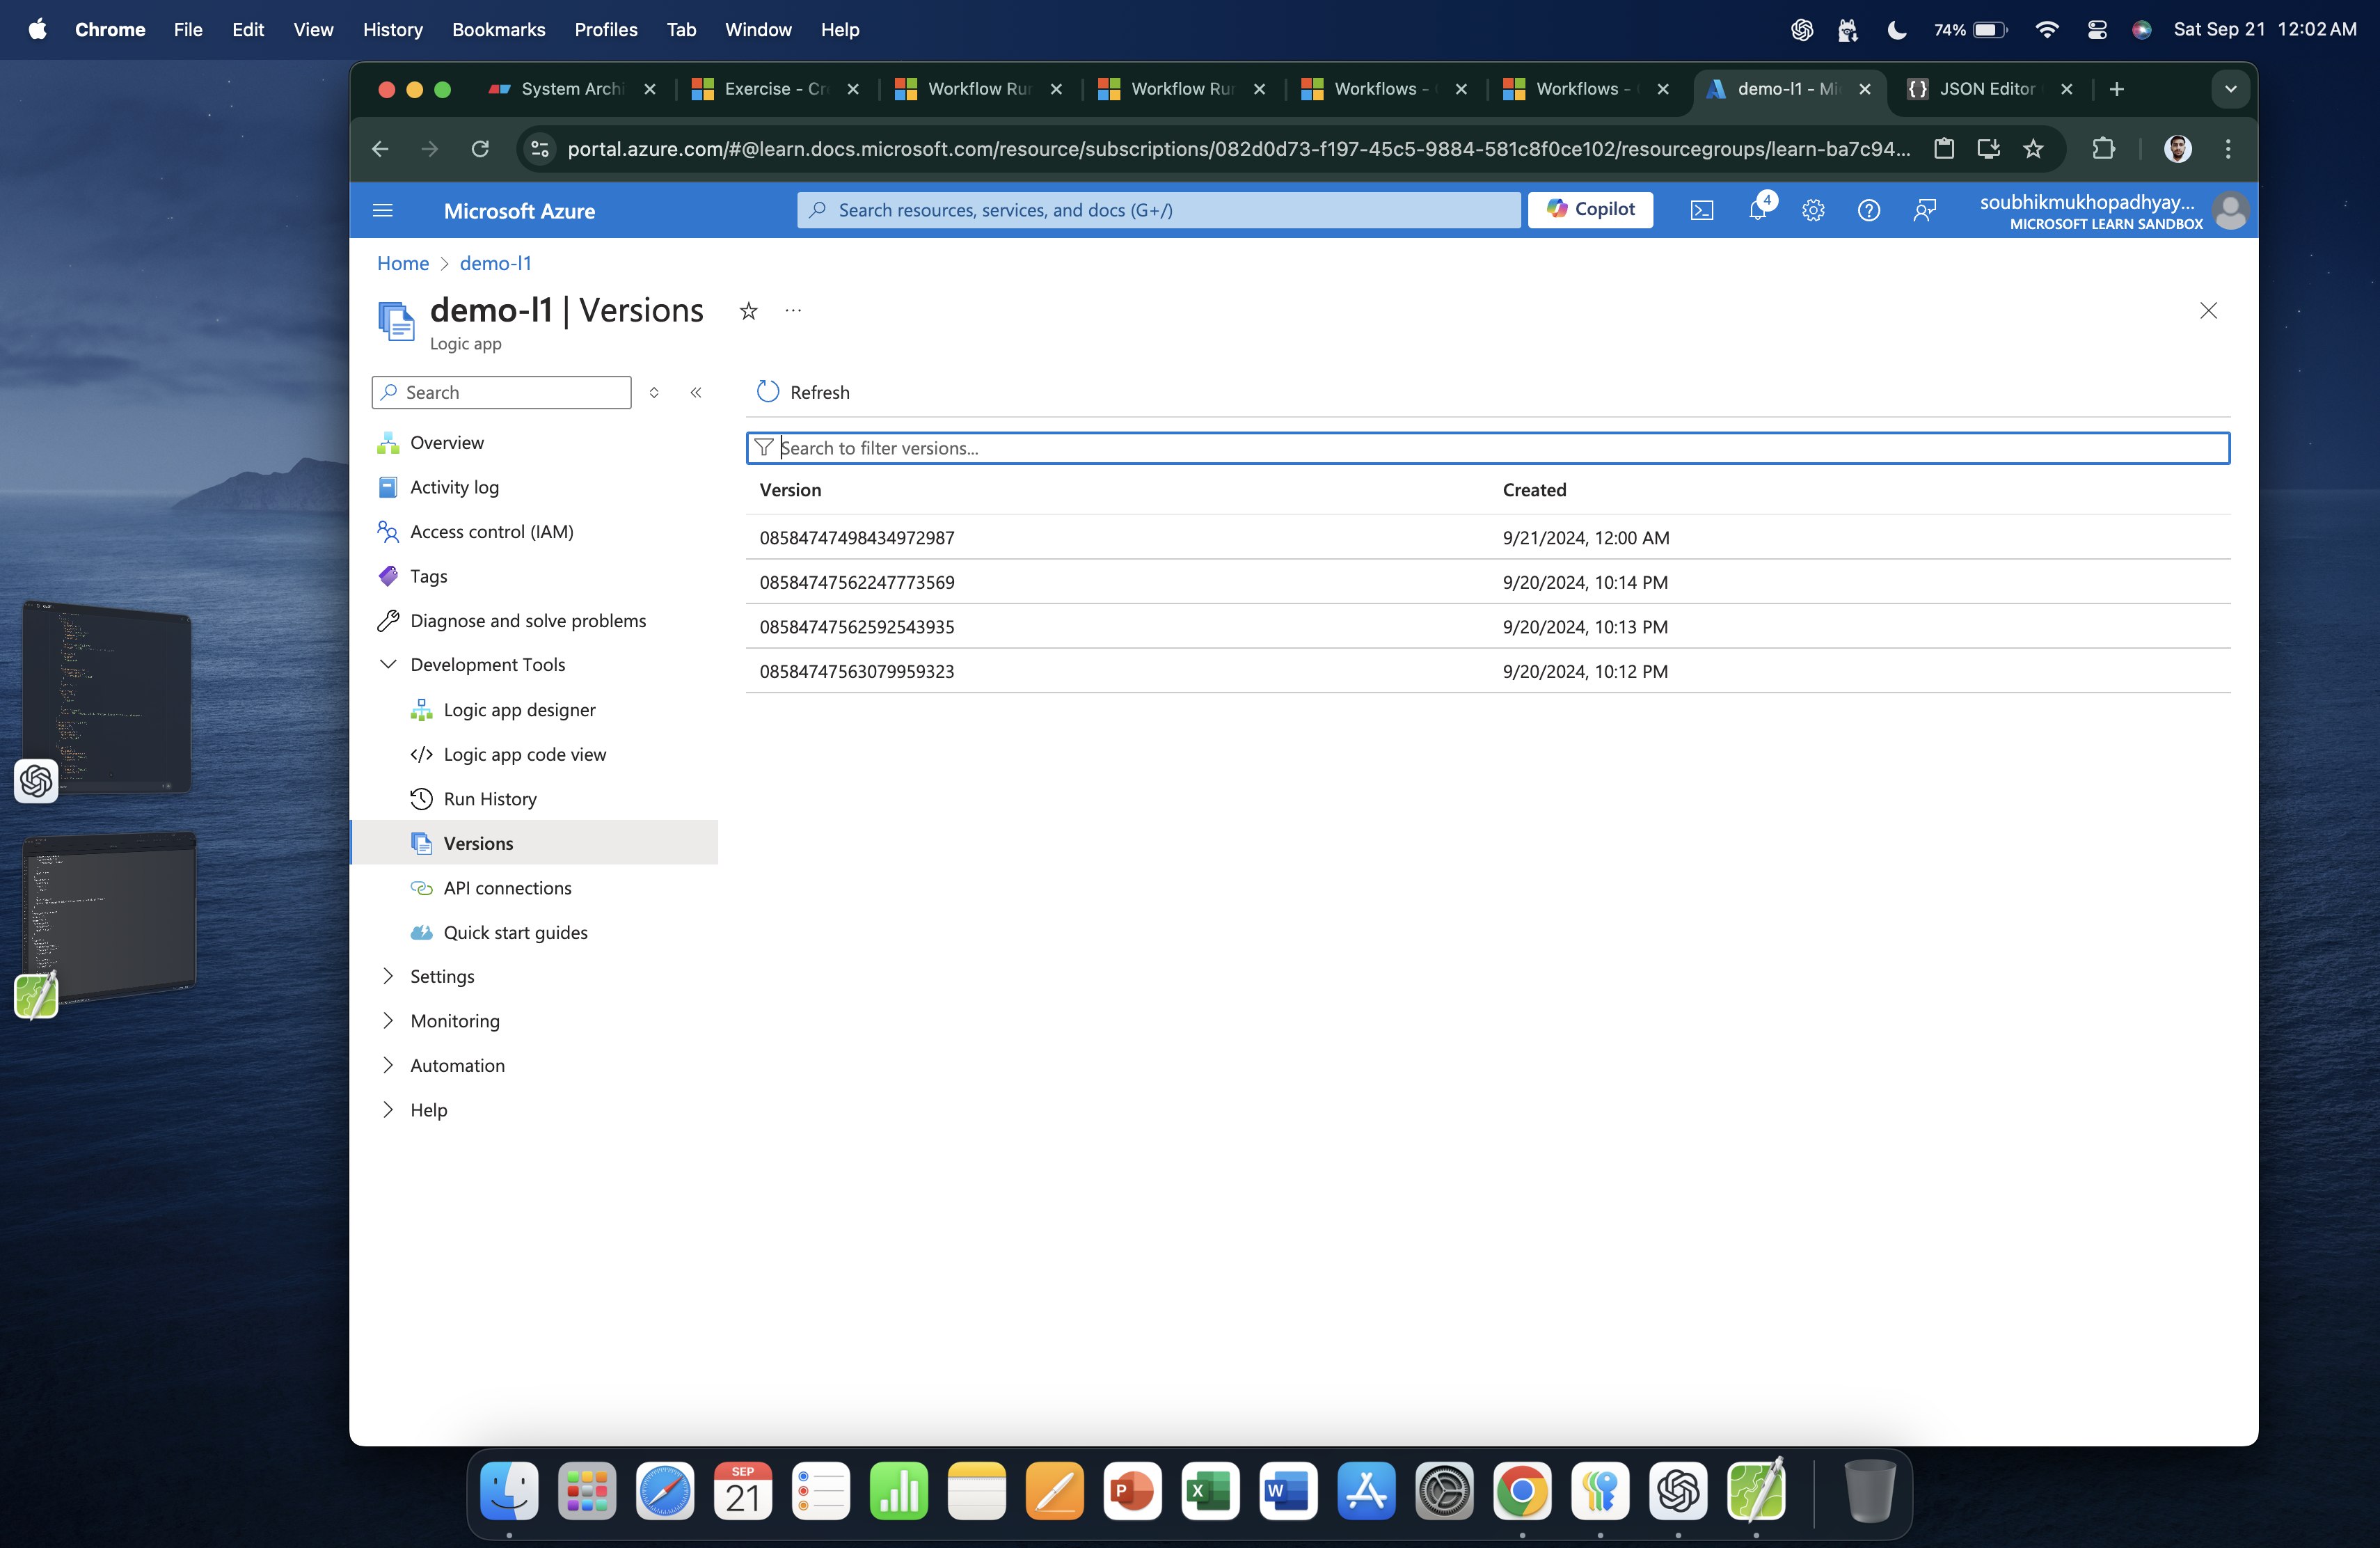 Chrome File Edit View History Bookmarks Profiles Tab Window Help 74% Sat Sep 21 12:02 AM
System Archi Exercise - Cr Workflow Rur Workflow Rur Workflows - Workflows - demo-l1 - Mi JSON Editor
portal.azure.com/#@learn.docs.microsoft.com/resource/subscriptions/082d0d73-f197-45c5-9884-581c8f0ce102/resourcegroups/learn-ba7c94...
Microsoft Azure
Search resources, services, and docs (G+/)
Copilot
4
soubhikmukhopadhyay...
MICROSOFT LEARN SANDBOX
Home > demo-l1
demo-l1 | Versions
Logic app
Search
Overview
Activity log
Access control (IAM)
Tags
Diagnose and solve problems
Development Tools
Logic app designer
Logic app code view
Run History
Versions
API connections
Quick start guides
Settings
Monitoring
Automation
Help
Refresh
Search to filter versions...
Version Created
08584747498434972987 9/21/2024, 12:00 AM
08584747562247773569 9/20/2024, 10:14 PM
08584747562592543935 9/20/2024, 10:13 PM
08584747563079959323 9/20/2024, 10:12 PM
SEP
21
P
X
W